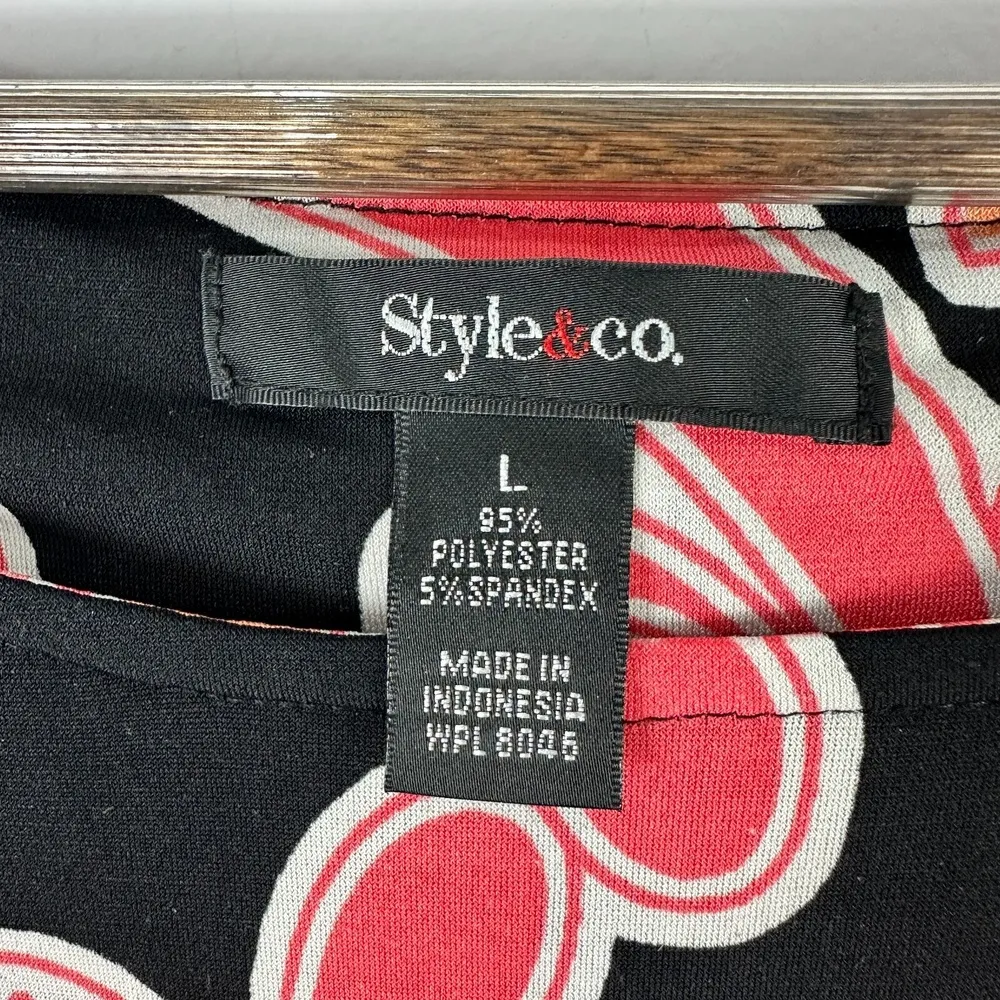 Style&co.
L
95%
POLYESTER
5% SPANDEX
MADE IN
INDONESIA
WPL 8046